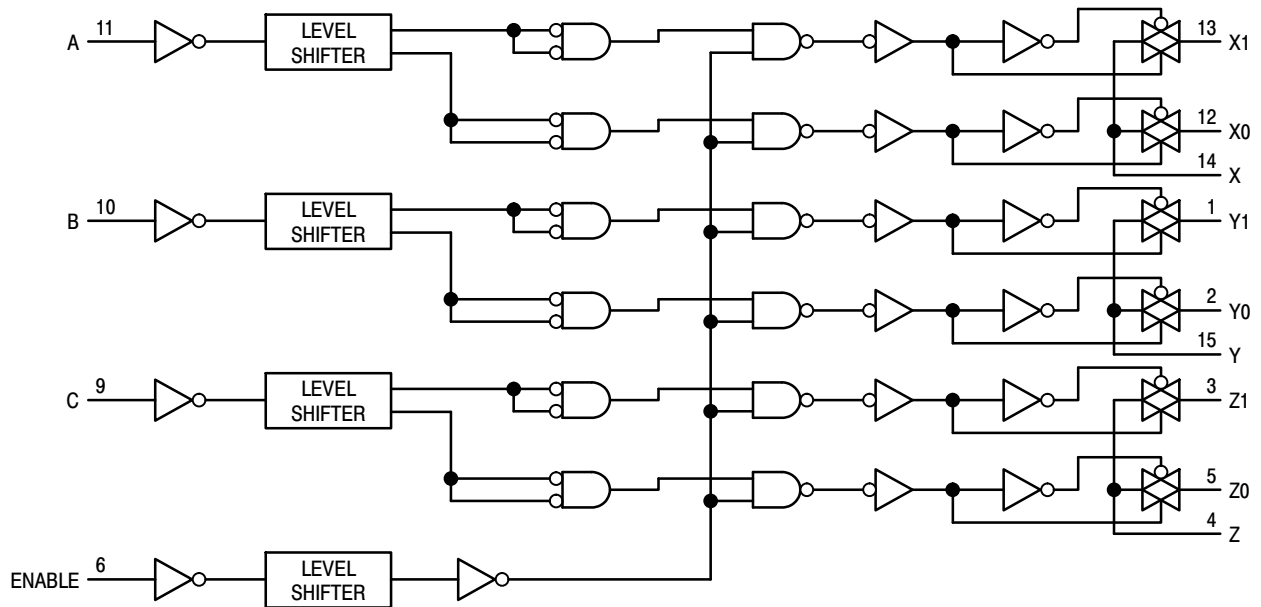 A 11 LEVEL SHIFTER 13 X1
12 X0
14 X
B 10 LEVEL SHIFTER 1 Y1
2 Y0
15 Y
C 9 LEVEL SHIFTER 3 Z1
5 Z0
4 Z
ENABLE 6 LEVEL SHIFTER